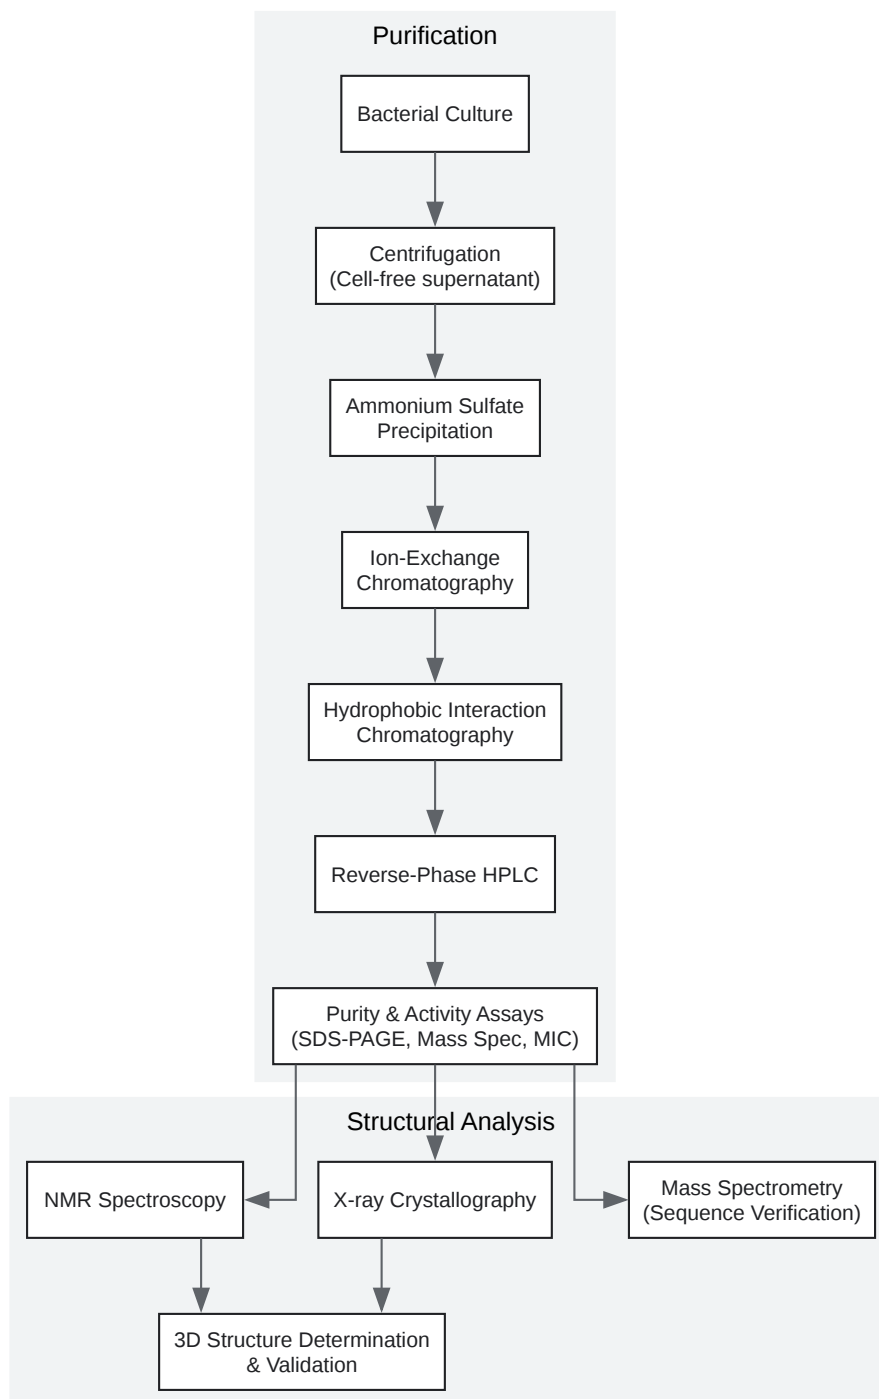 Purification
Bacterial Culture
Centrifugation
(Cell-free supernatant)
Ammonium Sulfate
Precipitation
Ion-Exchange
Chromatography
Hydrophobic Interaction
Chromatography
Reverse-Phase HPLC
Purity & Activity Assays
(SDS-PAGE, Mass Spec, MIC)
Structural Analysis
NMR Spectroscopy
X-ray Crystallography
Mass Spectrometry
(Sequence Verification)
3D Structure Determination
& Validation